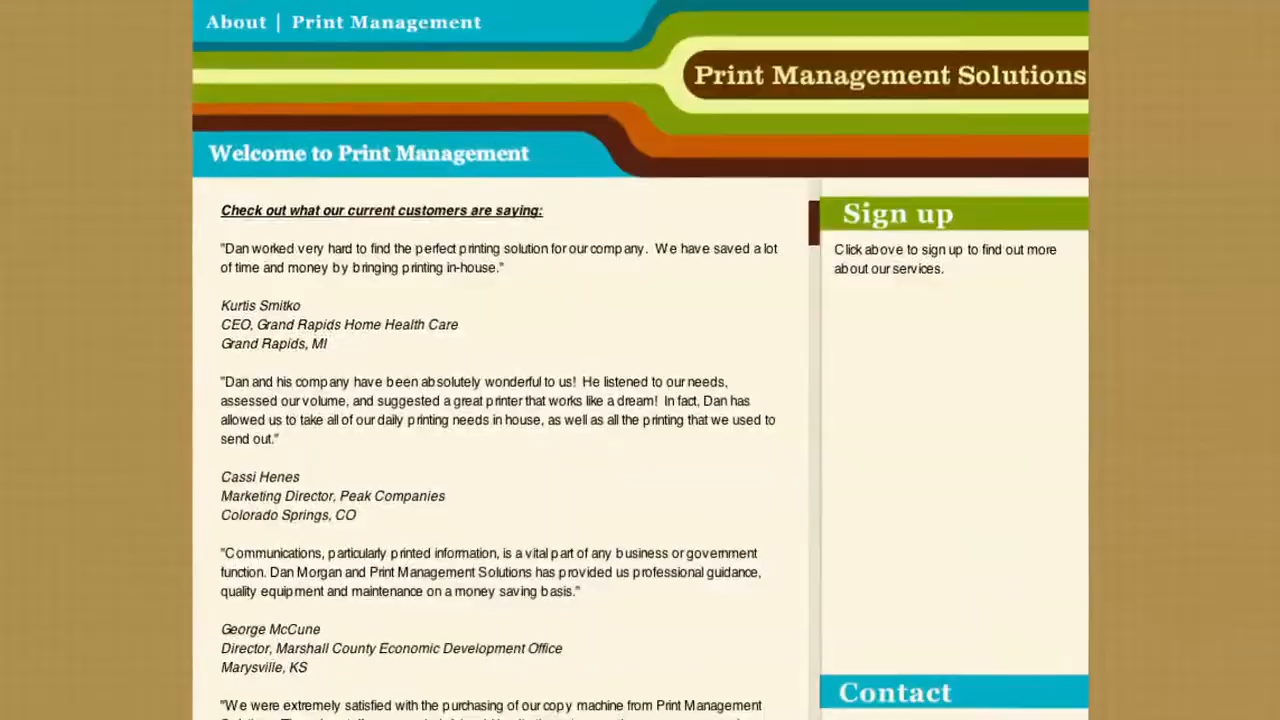 About | Print Management
Print Management Solutions
Welcome to Print Management
Check out what our current customers are saying:
"Dan worked very hard to find the perfect printing solution for our company.  We have saved a lot
of time and money by bringing printing in-house."
Kurtis Smitko
CEO, Grand Rapids Home Health Care
Grand Rapids, MI
"Dan and his company have been absolutely wonderful to us!  He listened to our needs,
assessed our volume, and suggested a great printer that works like a dream!  In fact, Dan has
allowed us to take all of our daily printing needs in house, as well as all the printing that we used to
send out."
Cassi Henes
Marketing Director, Peak Companies
Colorado Springs, CO
"Communications, particularly printed information, is a vital part of any business or government
function. Dan Morgan and Print Management Solutions has provided us professional guidance,
quality equipment and maintenance on a money saving basis."
George McCune
Director, Marshall County Economic Development Office
Marysville, KS
"We were extremely satisfied with the purchasing of our copy machine from Print Management
Sign up
Click above to sign up to find out more
about our services.
Contact